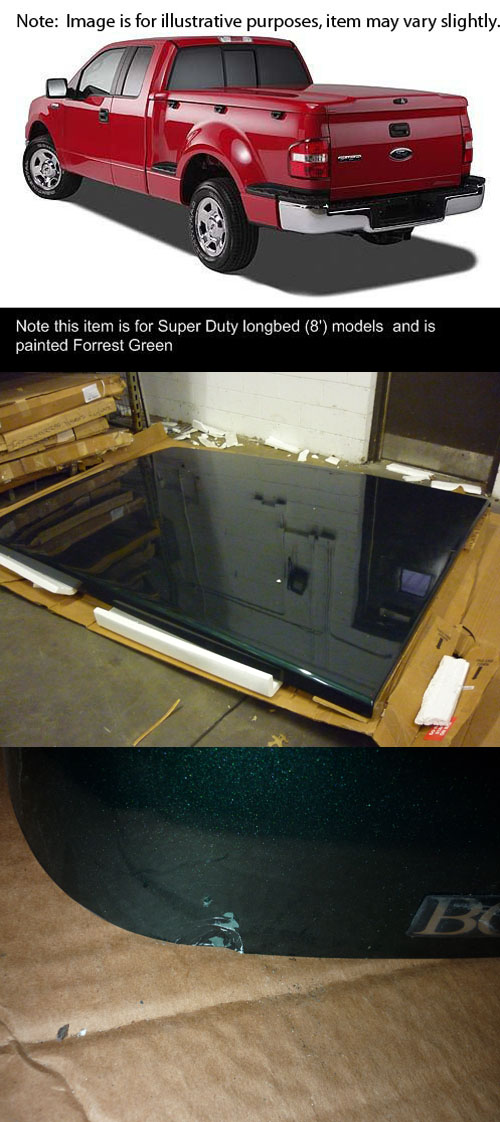 Note:  Image is for illustrative purposes, item may vary slightly.
Ford
Note this item is for Super Duty longbed (8') models  and is
painted Forrest Green